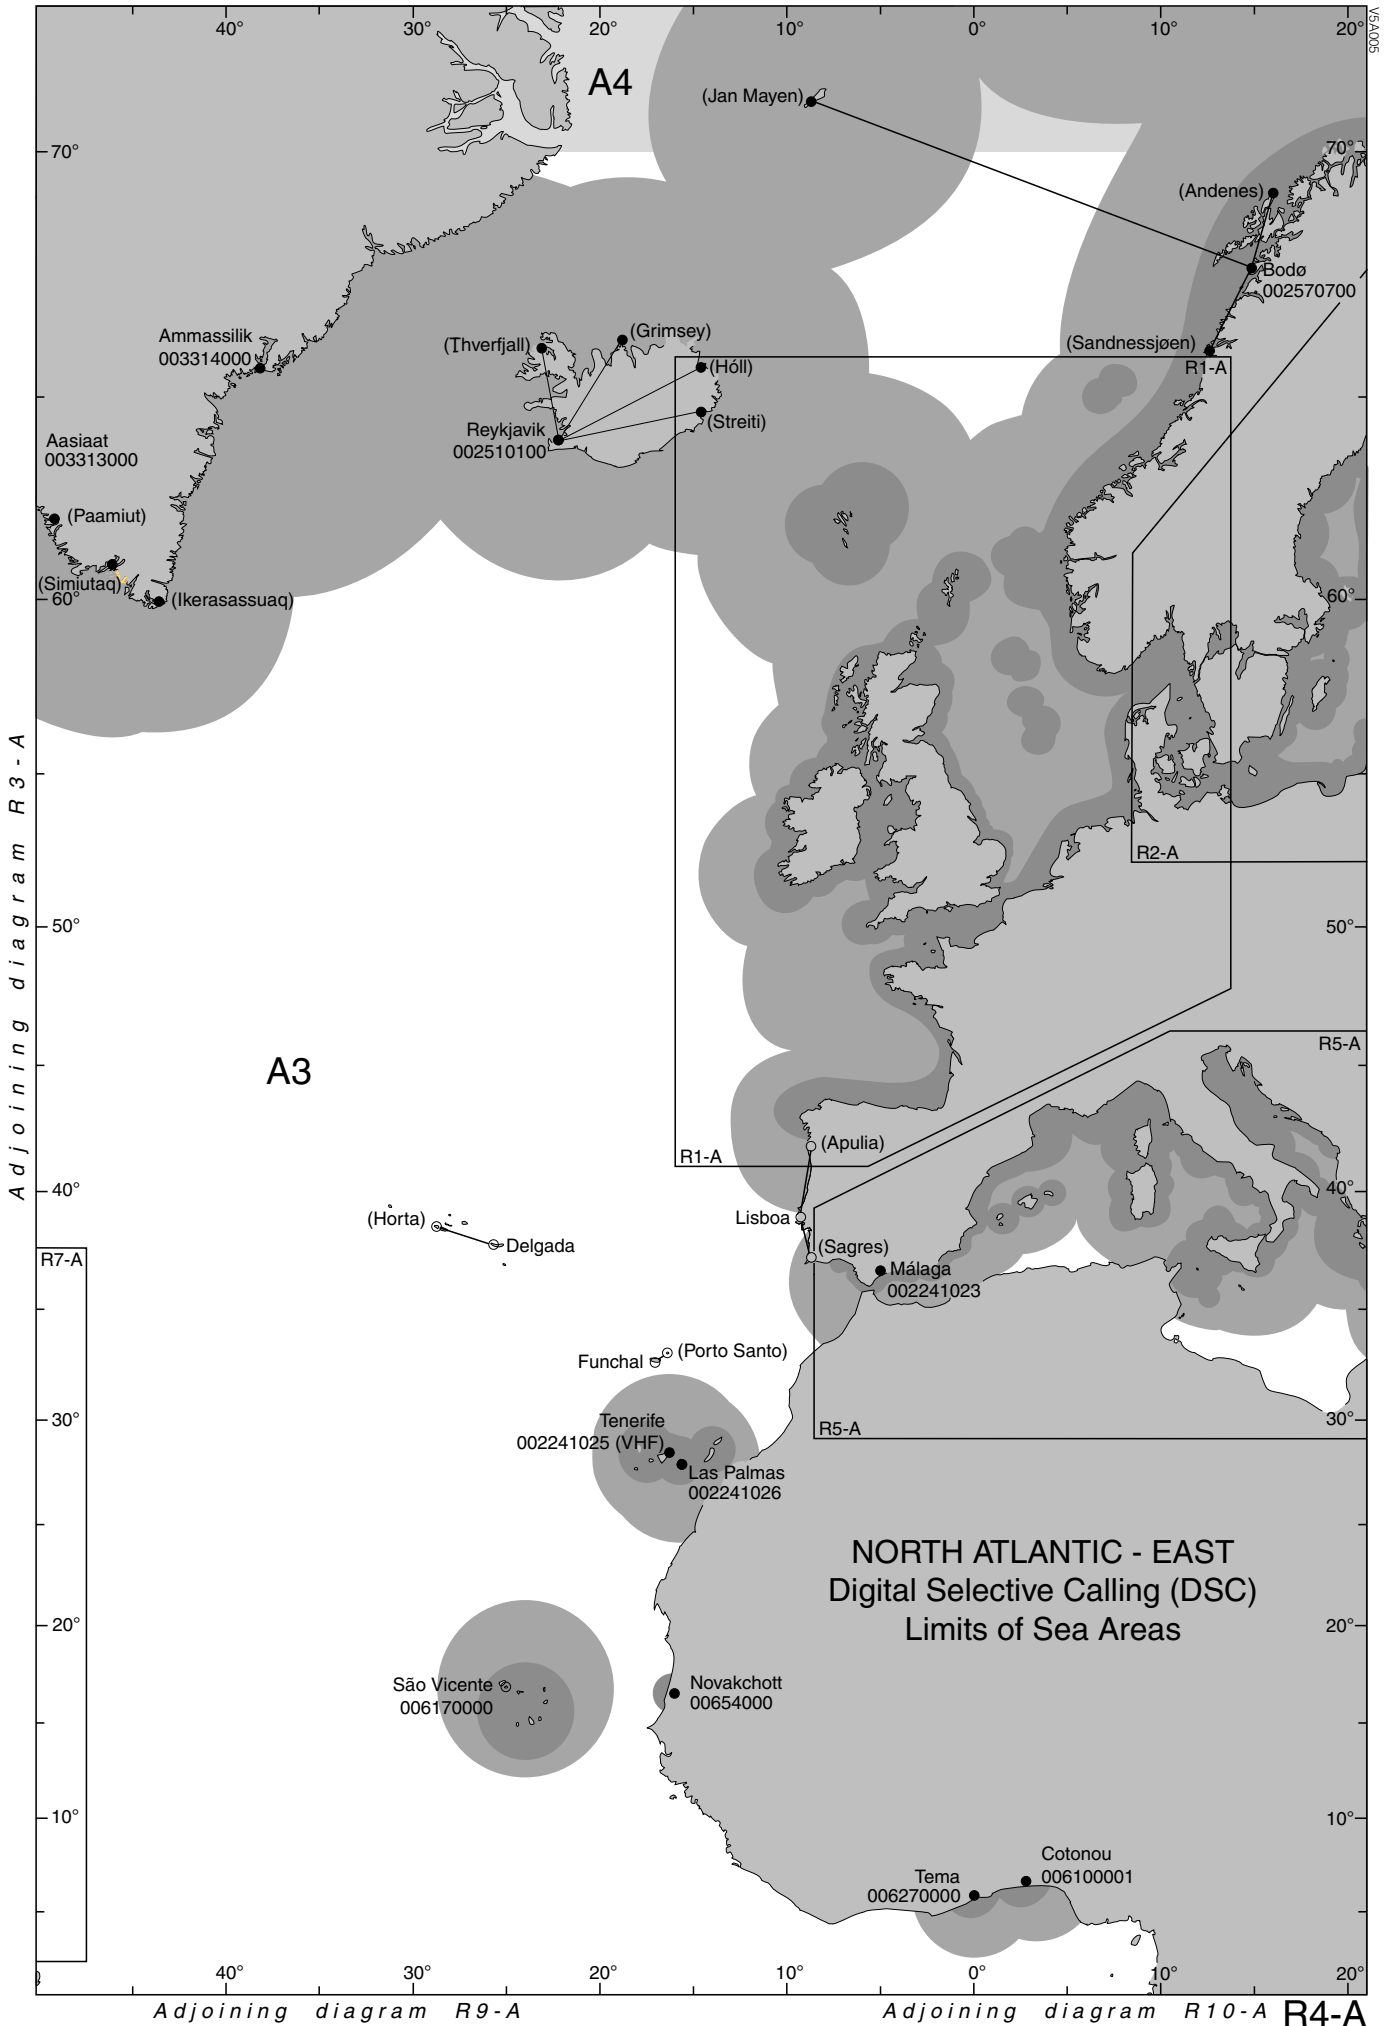 40° 30° 20° 10° 0° 10° 20°
V5A005
A4
(Jan Mayen)
70° 70°
(Andenes)
Bodø
002570700
Ammassilik
003314000
(Thverfjall)
(Grimsey)
(Sandnessjøen)
R1-A
(Hóll)
(Streiti)
Reykjavik
002510100
Aasiaat
003313000
(Paamiut)
(Simiutaq)
(Ikerasassuaq)
60° 60°
Adjoining diagram R3-A
R2-A
50° 50°
A3
R5-A
(Apulia)
R1-A
40° 40°
(Horta)
Delgada
Lisboa
(Sagres)
R7-A
Málaga
002241023
Funchal
(Porto Santo)
30° 30°
Tenerife
002241025 (VHF)
R5-A
Las Palmas
002241026
NORTH ATLANTIC - EAST
Digital Selective Calling (DSC)
Limits of Sea Areas
20° 20°
São Vicente
006170000
Novakchott
00654000
10° 10°
Cotonou
006100001
Tema
006270000
40° 30° 20° 10° 0° 10° 20°
Adjoining diagram R9-A
Adjoining diagram R10-A
R4-A